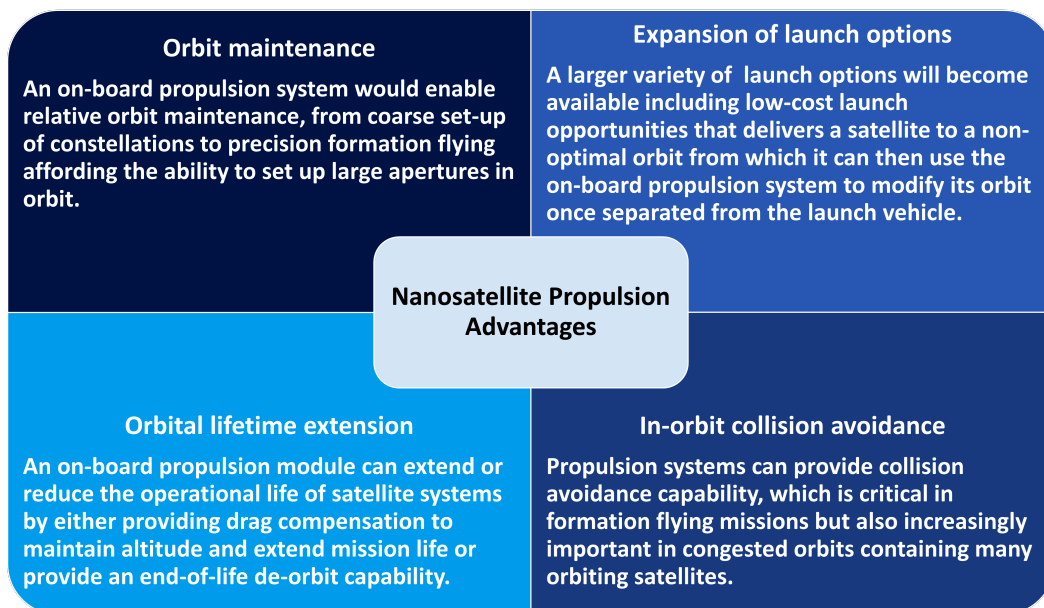 Orbit maintenance
An on-board propulsion system would enable
relative orbit maintenance, from coarse set-up
of constellations to precision formation flying
affording the ability to set up large apertures in
orbit.
Expansion of launch options
A larger variety of launch options will become
available including low-cost launch
opportunities that delivers a satellite to a non-
optimal orbit from which it can then use the
on-board propulsion system to modify its orbit
once separated from the launch vehicle.
Nanosatellite Propulsion
Advantages
Orbital lifetime extension
An on-board propulsion module can extend or
reduce the operational life of satellite systems
by either providing drag compensation to
maintain altitude and extend mission life or
provide an end-of-life de-orbit capability.
In-orbit collision avoidance
Propulsion systems can provide collision
avoidance capability, which is critical in
formation flying missions but also increasingly
important in congested orbits containing many
orbiting satellites.